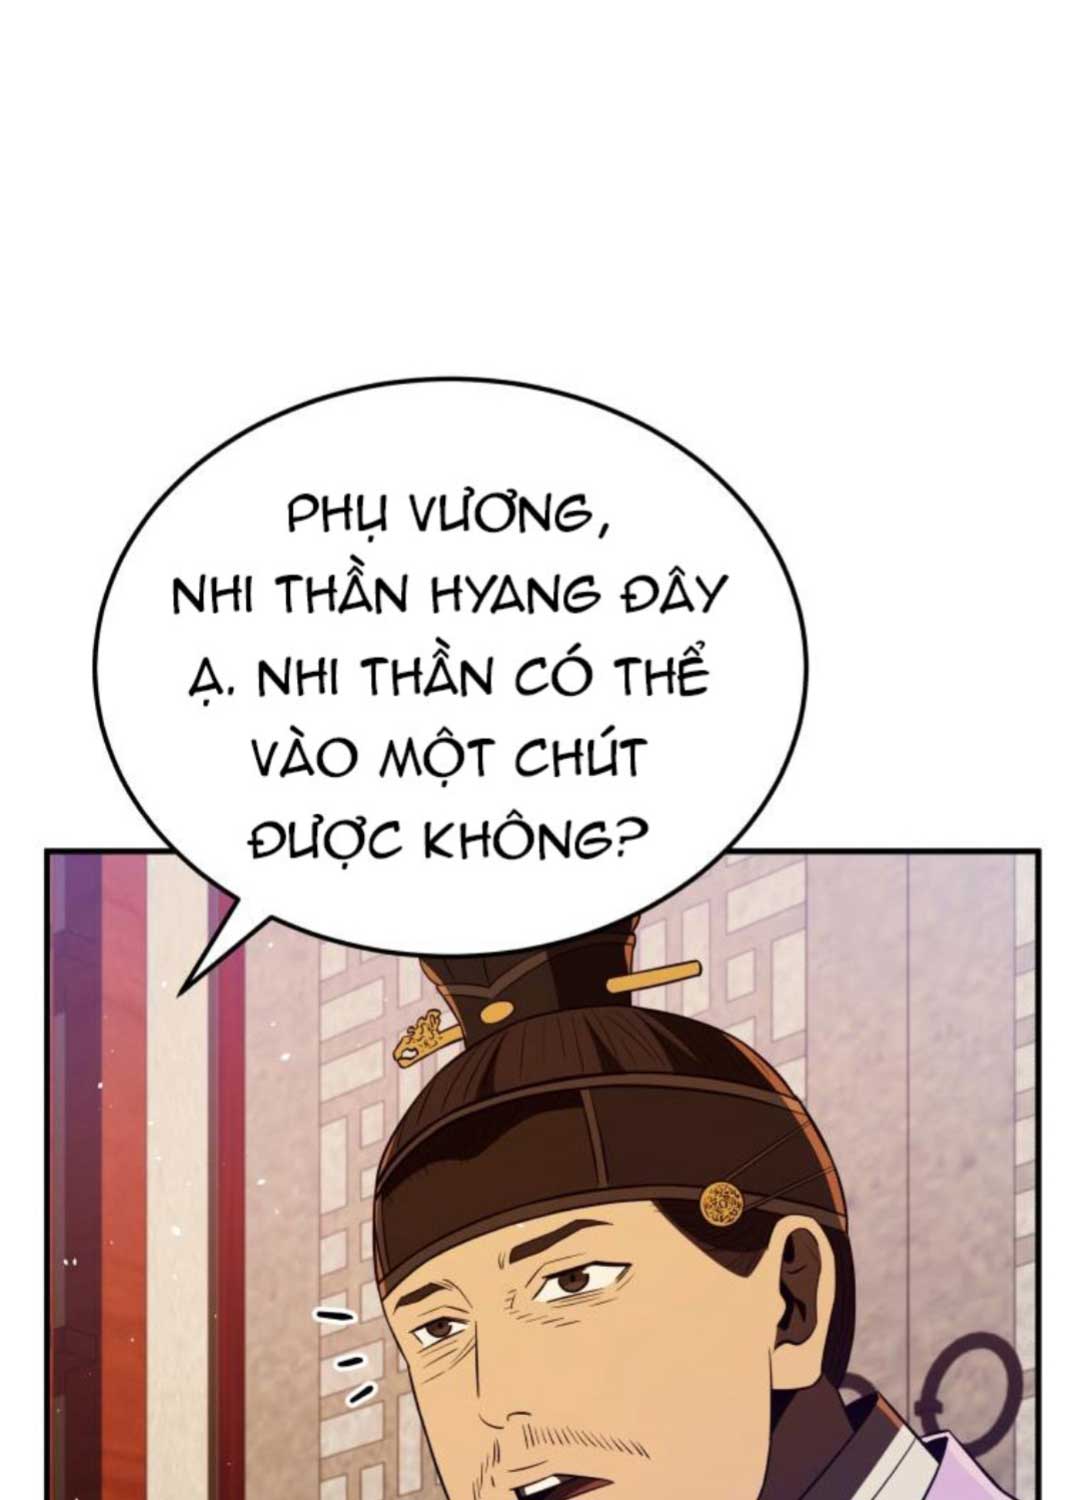 PHỤ VƯƠNG,
NHI THẦN HYANG ĐÂY
Ạ. NHI THẦN CÓ THỂ
VÀO MỘT CHÚT
ĐƯỢC KHÔNG?